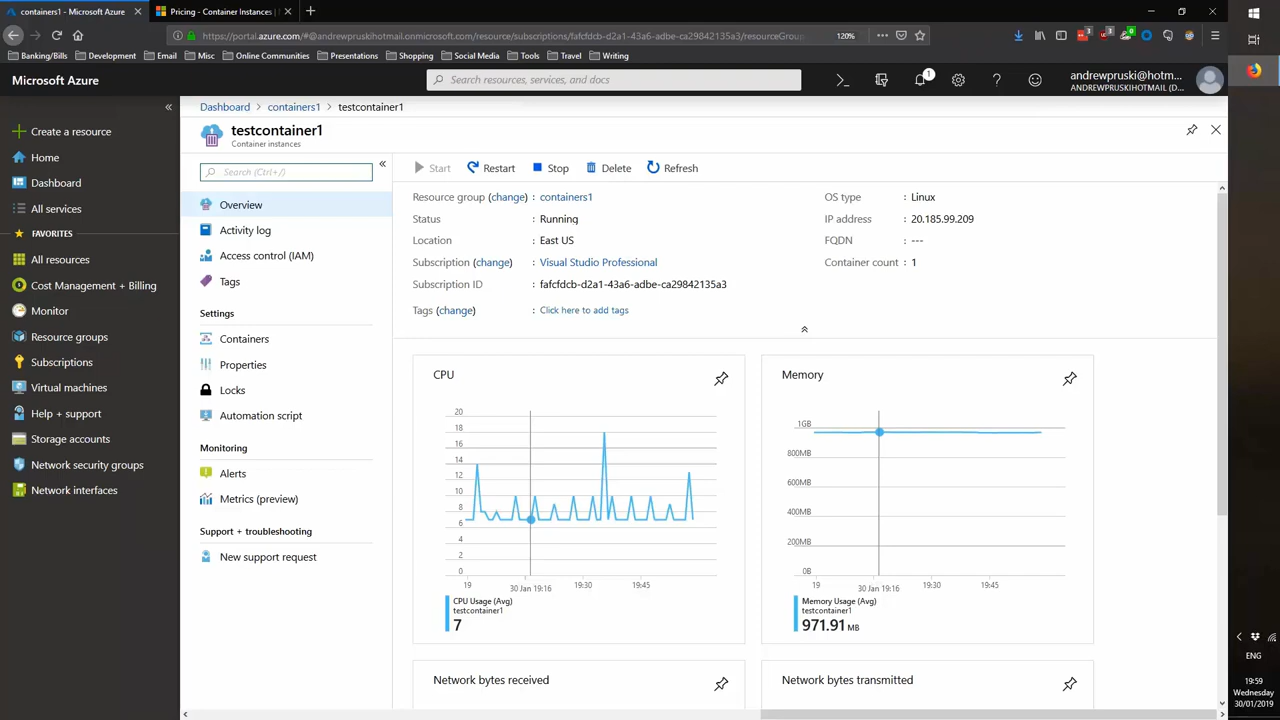 containers1 - Microsoft Azure
Pricing - Container Instances |
https://portal.azure.com/#@andrewpruskihotmail.onmicrosoft.com/resource/subscriptions/fafcfdcb-d2a1-43a6-adbe-ca29842135a3/resourceGroup
120%
Banking/Bills
Development
Email
Misc
Online Communities
Presentations
Shopping
Social Media
Tools
Travel
Writing
Microsoft Azure
Search resources, services, and docs
1
andrewpruski@hotm...
ANDREWPRUSKIHOTMAIL (D...
Dashboard > containers1 > testcontainer1
testcontainer1
Container instances
Create a resource
Home
Dashboard
All services
FAVORITES
All resources
Cost Management + Billing
Monitor
Resource groups
Subscriptions
Virtual machines
Help + support
Storage accounts
Network security groups
Network interfaces
Search (Ctrl+/)
Overview
Activity log
Access control (IAM)
Tags
Settings
Containers
Properties
Locks
Automation script
Monitoring
Alerts
Metrics (preview)
Support + troubleshooting
New support request
Start
Restart
Stop
Delete
Refresh
Resource group (change) : containers1
Status : Running
Location : East US
Subscription (change) : Visual Studio Professional
Subscription ID : fafcfdcb-d2a1-43a6-adbe-ca29842135a3
Tags (change) : Click here to add tags
OS type : Linux
IP address : 20.185.99.209
FQDN : ---
Container count : 1
CPU
20
18
16
14
12
10
8
6
4
2
0
19
30 Jan 19:16
19:30
19:45
CPU Usage (Avg)
testcontainer1
7
Memory
1GB
800MB
600MB
400MB
200MB
0B
19
30 Jan 19:16
19:30
19:45
Memory Usage (Avg)
testcontainer1
971.91 MB
Network bytes received
Network bytes transmitted
ENG
19:59
Wednesday
30/01/2019